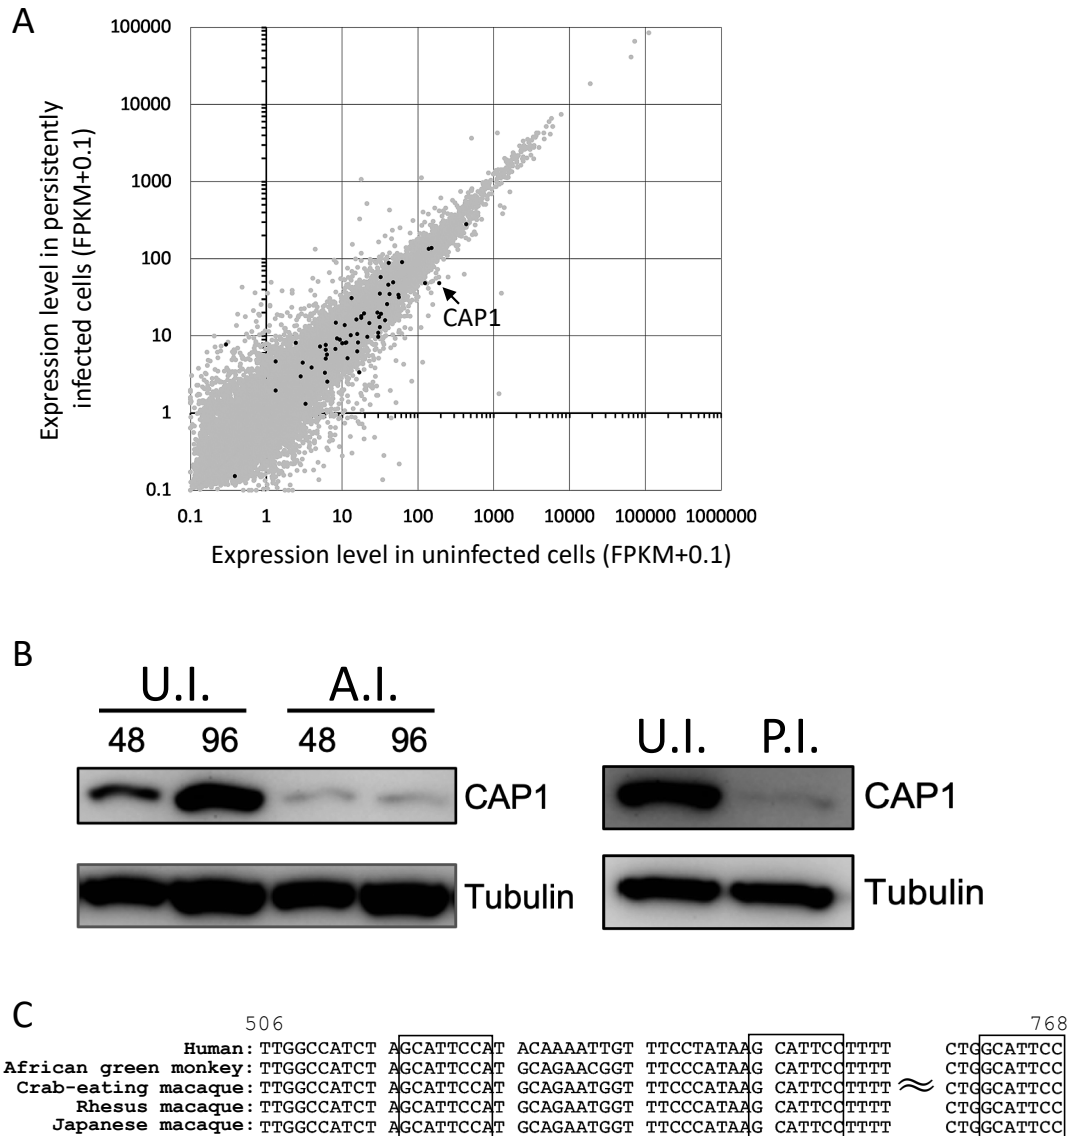 A
100000
10000
1000
100
10
1
0.1
0.1 1 10 100 1000 10000 100000 1000000
Expression level in persistently
infected cells (FPKM+0.1)
CAP1
Expression level in uninfected cells (FPKM+0.1)
B
U.I. A.I.
48 96 48 96
CAP1
Tubulin
U.I. P.I.
CAP1
Tubulin
C
506 768
Human: TTGGCCATCT AGCATTCCAT ACAAAATTGT TTCCTATAAG CATTCCTTTT CTGGCATTCC
African green monkey: TTGGCCATCT AGCATTCCAT GCAGAACGGT TTCCCATAAG CATTCCTTTT CTGGCATTCC
Crab-eating macaque: TTGGCCATCT AGCATTCCAT GCAGAATGGT TTCCCATAAG CATTCCTTTT ≈ CTGGCATTCC
Rhesus macaque: TTGGCCATCT AGCATTCCAT GCAGAATGGT TTCCCATAAG CATTCCTTTT CTGGCATTCC
Japanese macaque: TTGGCCATCT AGCATTCCAT GCAGAATGGT TTCCCATAAG CATTCCTTTT CTGGCATTCC